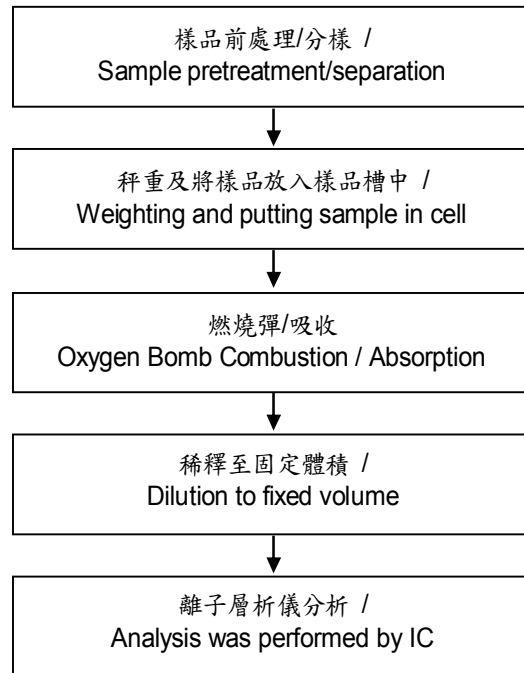 樣品前處理/分樣 /
Sample pretreatment/separation
秤重及將樣品放入樣品槽中 /
Weighting and putting sample in cell
燃燒彈/吸收
Oxygen Bomb Combustion / Absorption
稀釋至固定體積 /
Dilution to fixed volume
離子層析儀分析 /
Analysis was performed by IC